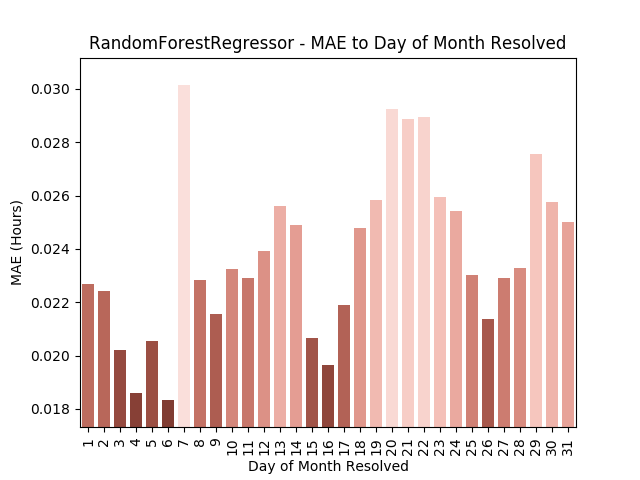 RandomForestRegressor - MAE to Day of Month Resolved
0.030
0.028
0.026
0.024
0.022
0.020
0.018
MAE (Hours)
1 2 3 4 5 6 7 8 9 10 11 12 13 14 15 16 17 18 19 20 21 22 23 24 25 26 27 28 29 30 31
Day of Month Resolved